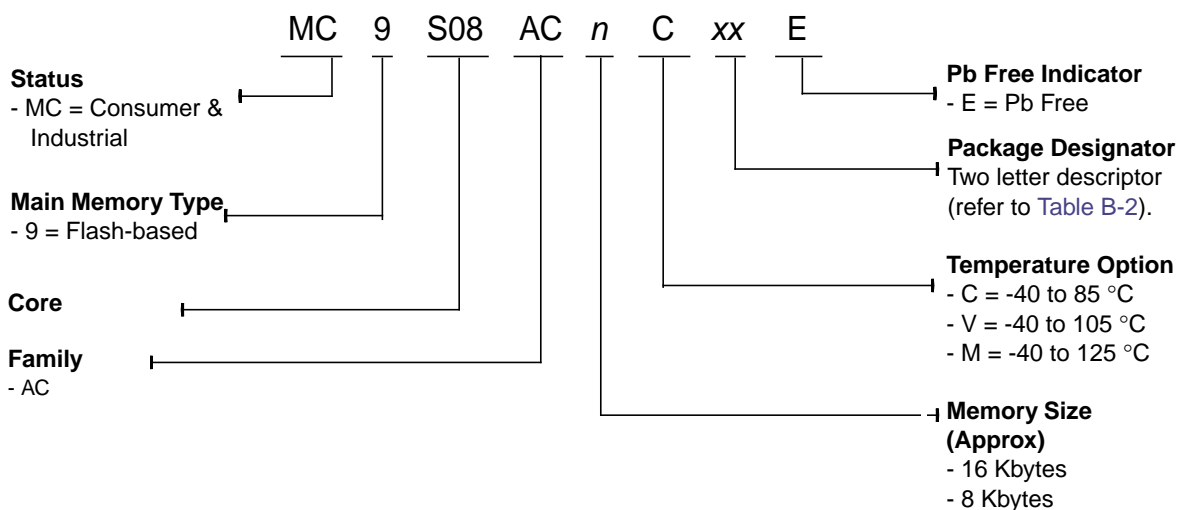 MC 9 S08 AC n C xx E
Status
- MC = Consumer &
Industrial
Main Memory Type
- 9 = Flash-based
Core
Family
- AC
Pb Free Indicator
- E = Pb Free
Package Designator
Two letter descriptor
(refer to Table B-2).
Temperature Option
- C = -40 to 85 °C
- V = -40 to 105 °C
- M = -40 to 125 °C
Memory Size
(Approx)
- 16 Kbytes
- 8 Kbytes